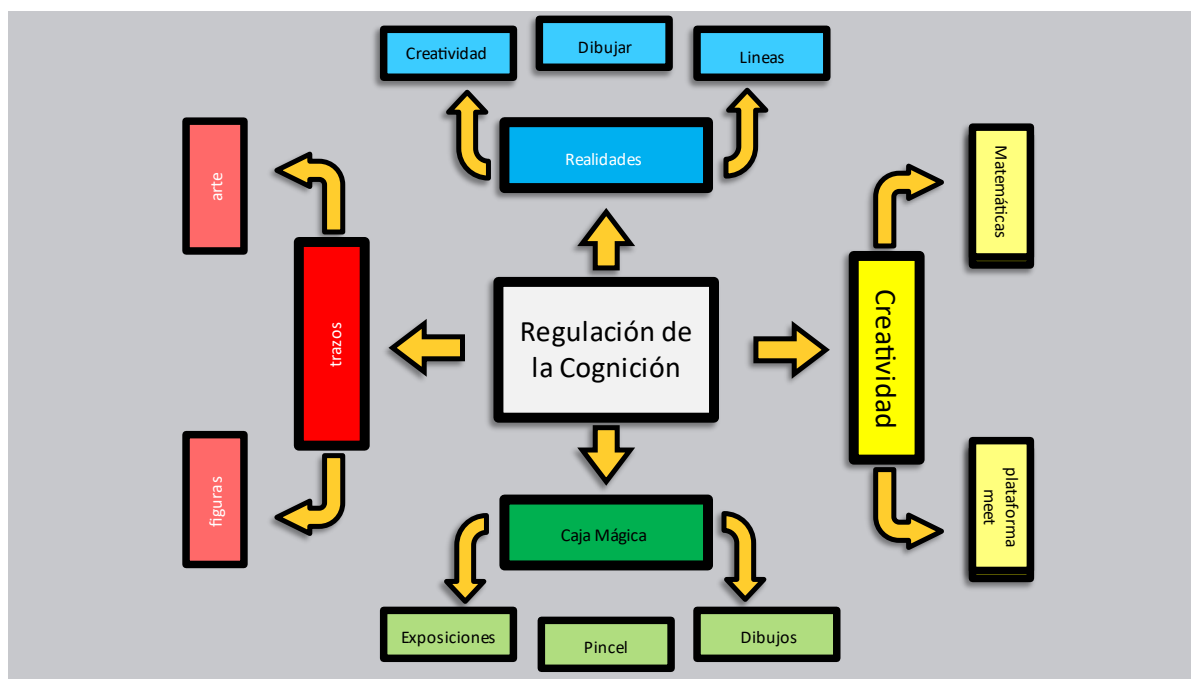 Creatividad
Dibujar
Lineas
Realidades
arte
Matemáticas
trazos
Regulación de
la Cognición
Creatividad
figuras
plataforma
meet
Caja Mágica
Exposiciones
Pincel
Dibujos